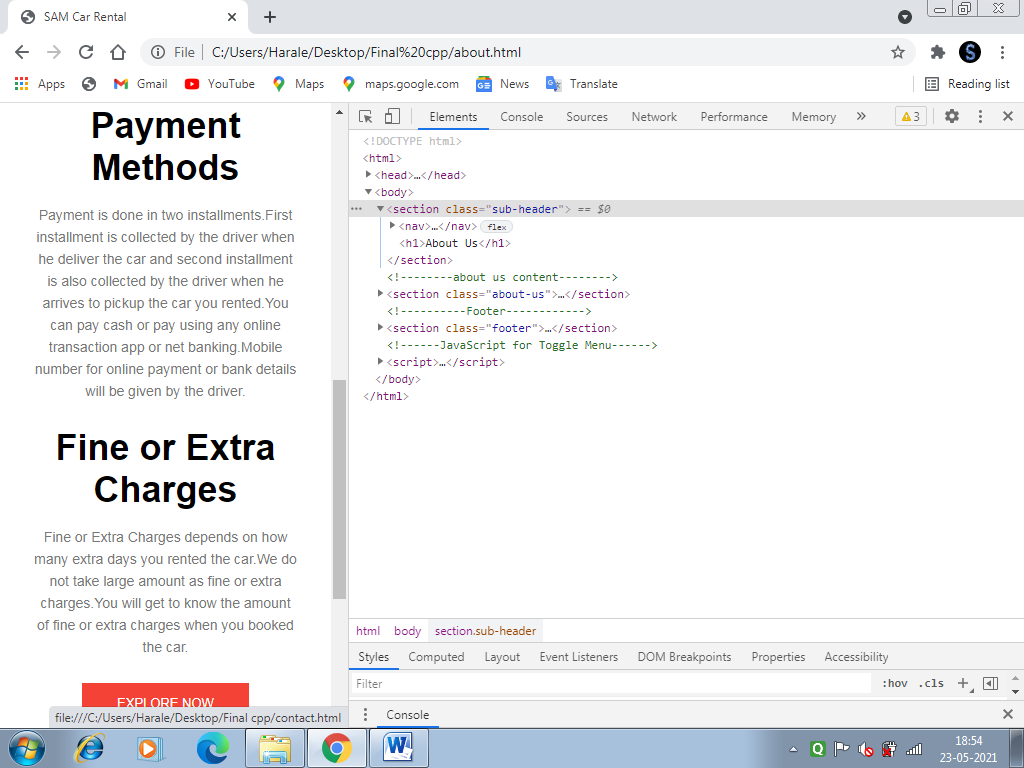 SAM Car Rental
File
C:/Users/Harale/Desktop/Final%20cpp/about.html
S
Apps
Gmail
YouTube
Maps
maps.google.com
News
Translate
Reading list
Payment
Methods
Payment is done in two installments.First
installment is collected by the driver when
he deliver the car and second installment
is also collected by the driver when he
arrives to pickup the car you rented.You
can pay cash or pay using any online
transaction app or net banking.Mobile
number for online payment or bank details
will be given by the driver.
Fine or Extra
Charges
Fine or Extra Charges depends on how
many extra days you rented the car.We do
not take large amount as fine or extra
charges.You will get to know the amount
of fine or extra charges when you booked
the car.
EXPLORE NOW
file:///C:/Users/Harale/Desktop/Final cpp/contact.html
Elements Console Sources Network Performance Memory » 3
<!DOCTYPE html>
<html>
<head>…</head>
<body>
<section class="sub-header"> == $0
<nav>…</nav> flex
<h1>About Us</h1>
</section>
<!--------about us content-------->
<section class="about-us">…</section>
<!----------Footer------------>
<section class="footer">…</section>
<!------JavaScript for Toggle Menu------>
<script>…</script>
</body>
</html>
html body section.sub-header
Styles Computed Layout Event Listeners DOM Breakpoints Properties Accessibility
Filter :hov .cls +
Console
18:54
23-05-2021